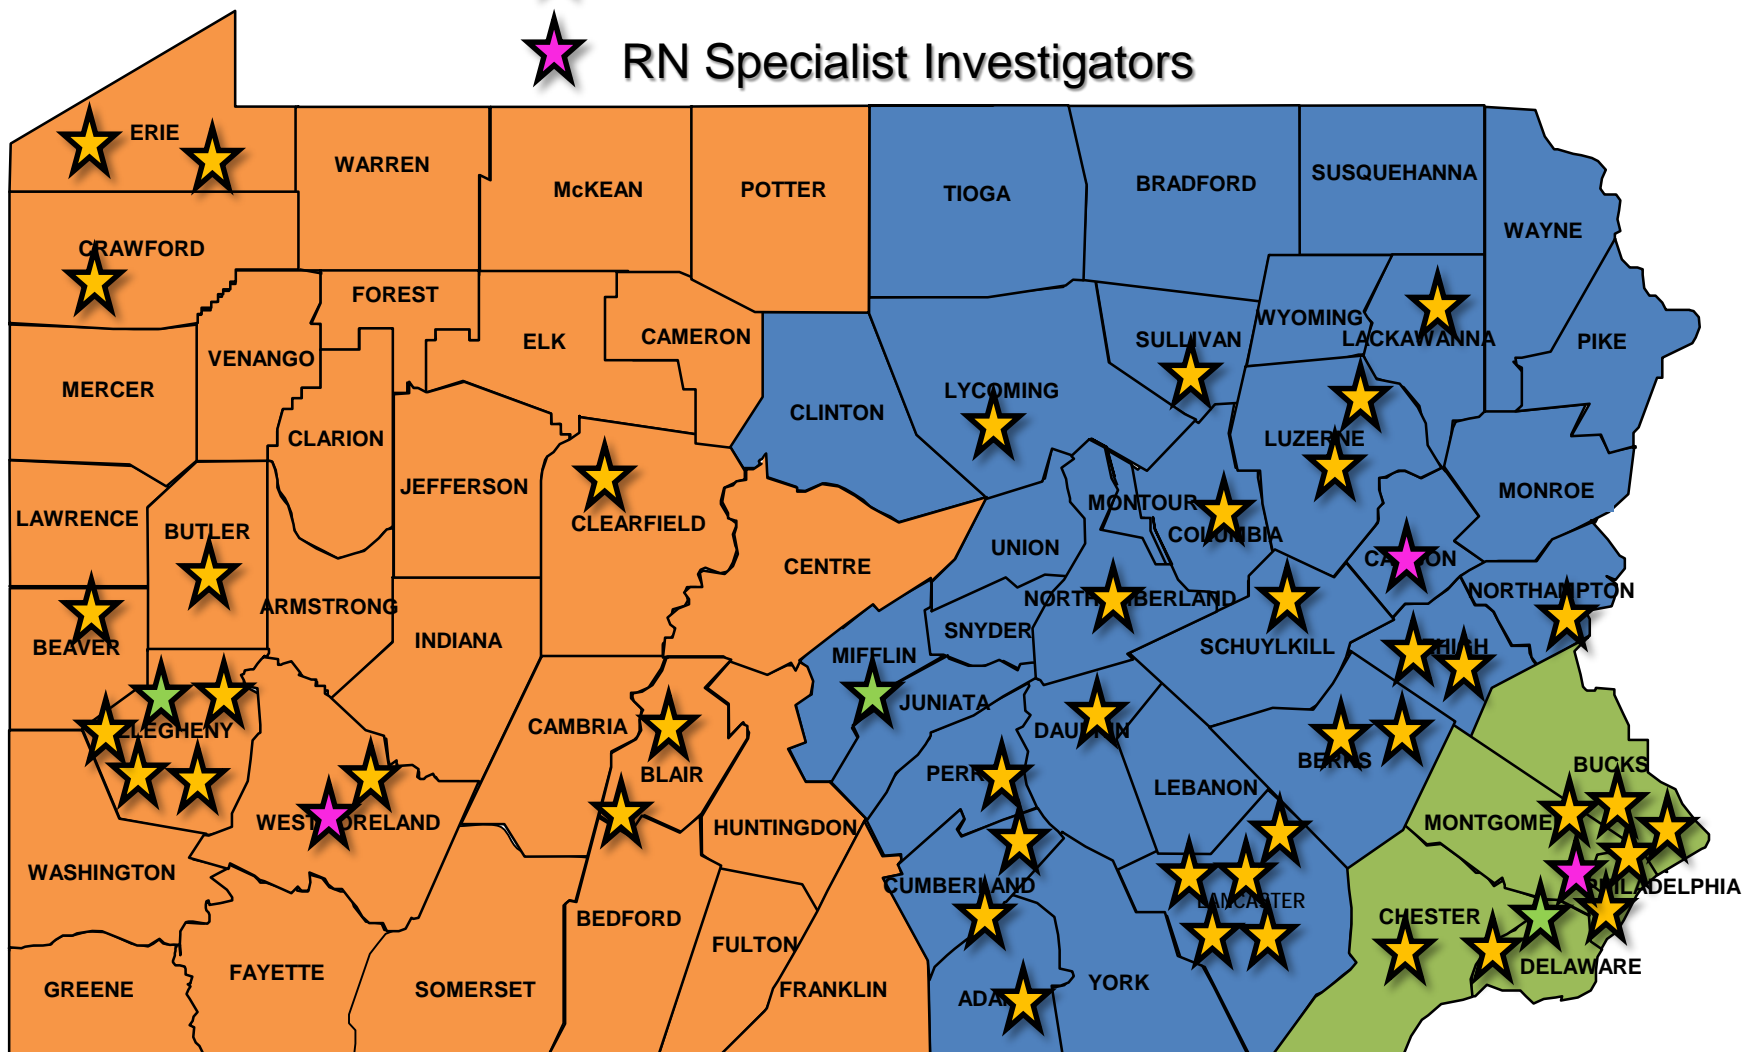 RN Specialist Investigators
ERIE
WARREN
McKEAN
POTTER
TIOGA
BRADFORD
SUSQUEHANNA
WAYNE
CRAWFORD
FOREST
ELK
CAMERON
VENANGO
MERCER
SULLIVAN
WYOMING
LACKAWANNA
PIKE
LYCOMING
CLINTON
CLARION
LUZERNE
JEFFERSON
LAWRENCE
BUTLER
CLEARFIELD
MONTOUR
COLUMBIA
MONROE
UNION
CENTRE
ARMSTRONG
NORTHAMPTON
BEAVER
INDIANA
SNYDER
SCHUYLKILL
MIFFLIN
JUNIATA
CAMBRIA
BLAIR
LEBANON
BUCKS
HUNTINGDON
WASHINGTON
CUMBERLAND
PHILADELPHIA
LANCASTER
BEDFORD
CHESTER
FULTON
DELAWARE
FAYETTE
GREENE
SOMERSET
FRANKLIN
YORK